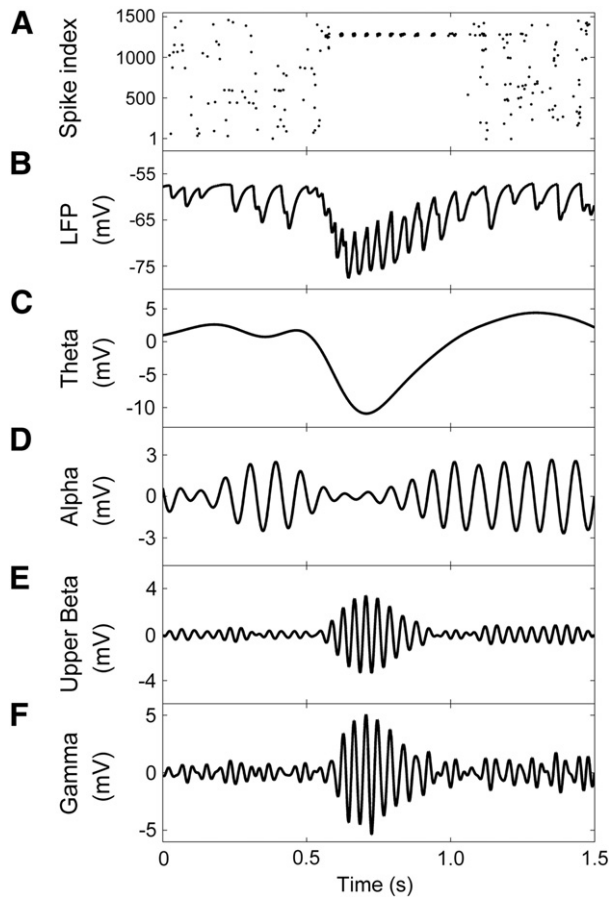 A
Spike index
1500
1000
500
1
B
LFP
(mV)
-55
-65
-75
C
Theta
(mV)
5
0
-5
-10
D
Alpha
(mV)
3
0
-3
E
Upper Beta
(mV)
4
0
-4
F
Gamma
(mV)
5
0
-5
0 0.5 1.0 1.5
Time (s)